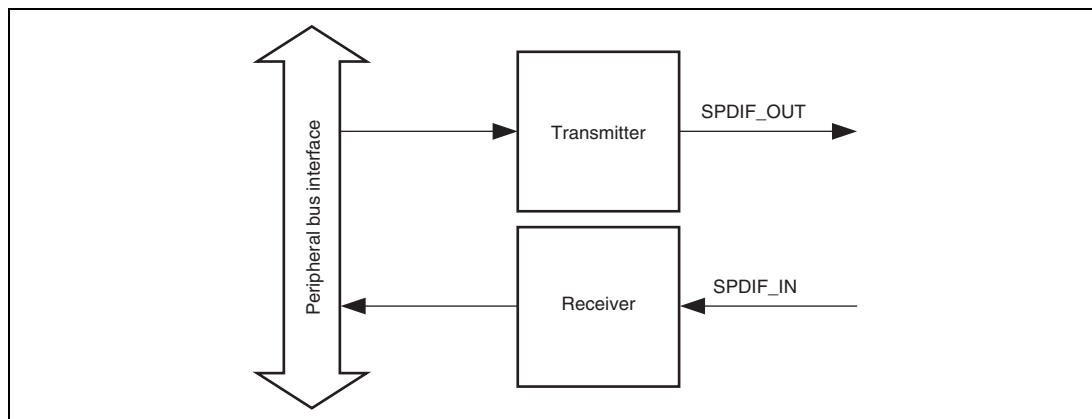 Peripheral bus interface
Transmitter
SPDIF_OUT
Receiver
SPDIF_IN